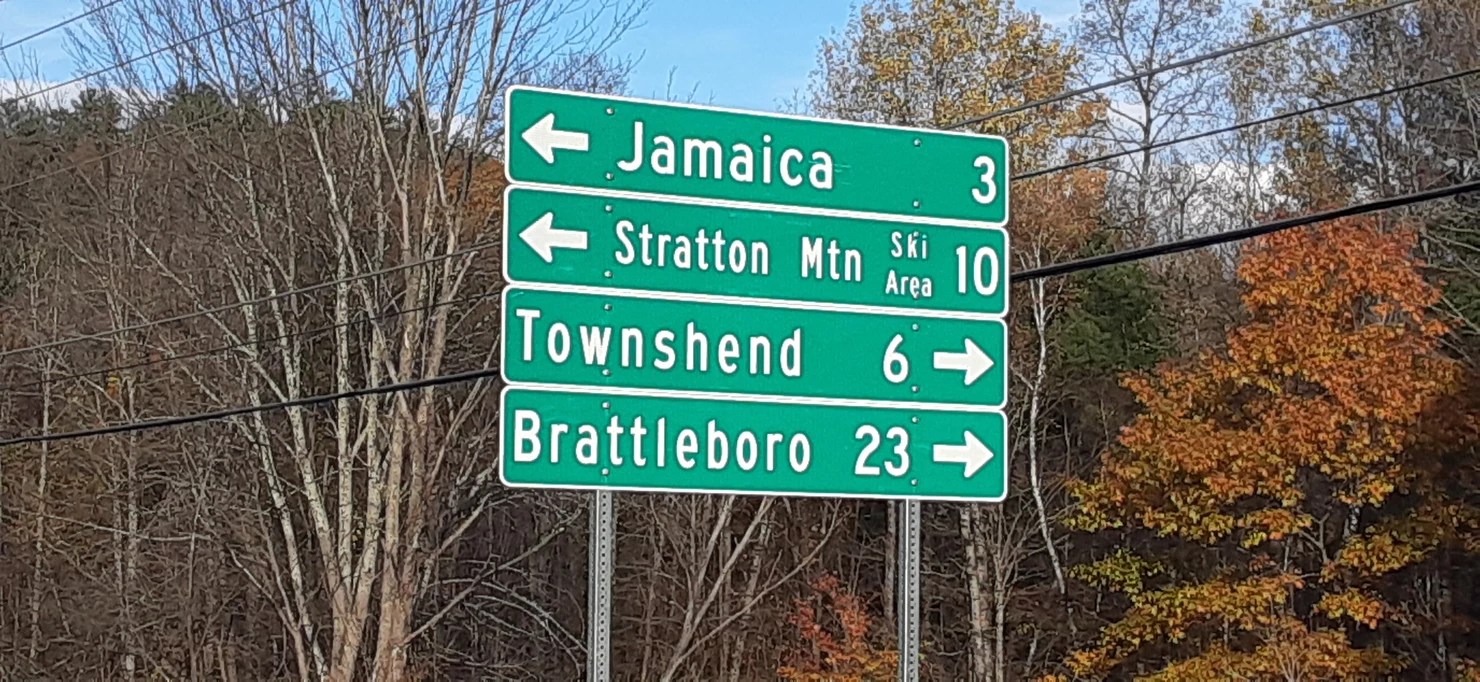 ← Jamaica 3
← Stratton Mtn Ski Area 10
Townshend 6 →
Brattleboro 23 →